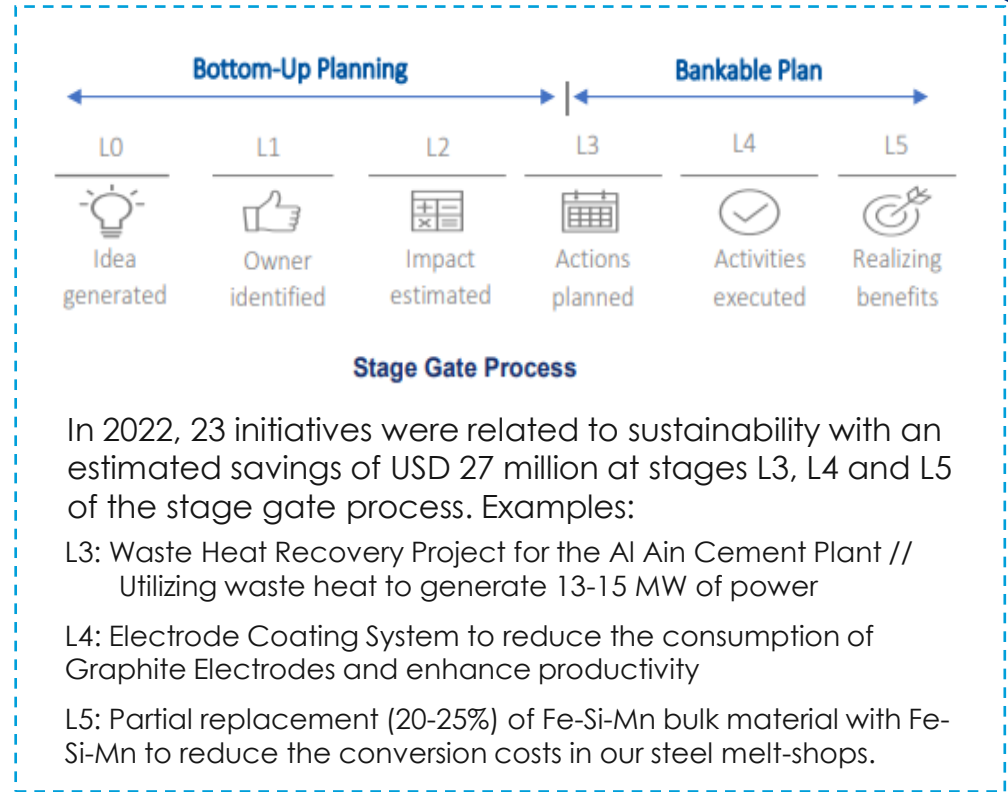 Bottom-Up Planning
Bankable Plan
L0
L1
L2
L3
L4
L5
Idea
generated
Owner
identified
Impact
estimated
Actions
planned
Activities
executed
Realizing
benefits
Stage Gate Process
In 2022, 23 initiatives were related to sustainability with an
estimated savings of USD 27 million at stages L3, L4 and L5
of the stage gate process. Examples:
L3: Waste Heat Recovery Project for the Al Ain Cement Plant //
Utilizing waste heat to generate 13-15 MW of power
L4: Electrode Coating System to reduce the consumption of
Graphite Electrodes and enhance productivity
L5: Partial replacement (20-25%) of Fe-Si-Mn bulk material with Fe-
Si-Mn to reduce the conversion costs in our steel melt-shops.